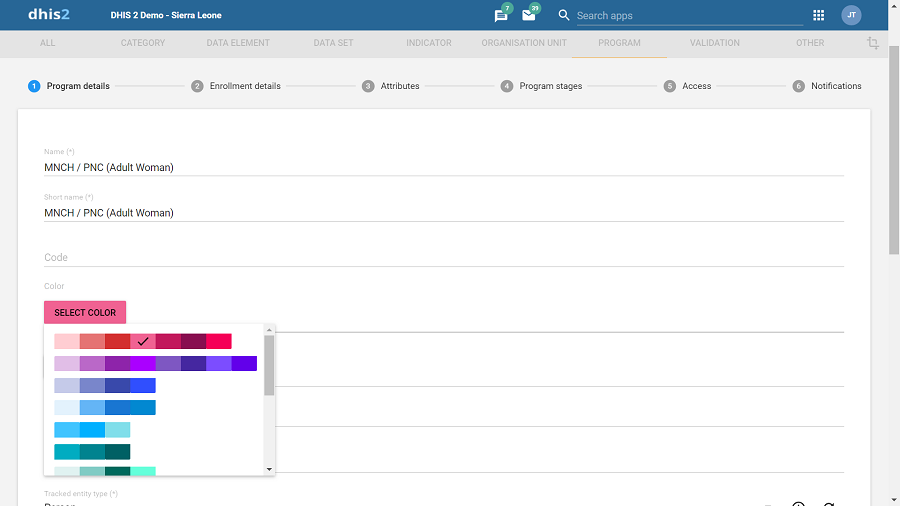 dhis2 DHIS 2 Demo - Sierra Leone 7 39 Search apps JT
ALL CATEGORY DATA ELEMENT DATA SET INDICATOR ORGANISATION UNIT PROGRAM VALIDATION OTHER
1 Program details 2 Enrollment details 3 Attributes 4 Program stages 5 Access 6 Notifications
Name (*)
MNCH / PNC (Adult Woman)
Short name (*)
MNCH / PNC (Adult Woman)
Code
Color
SELECT COLOR
Tracked entity type (*)